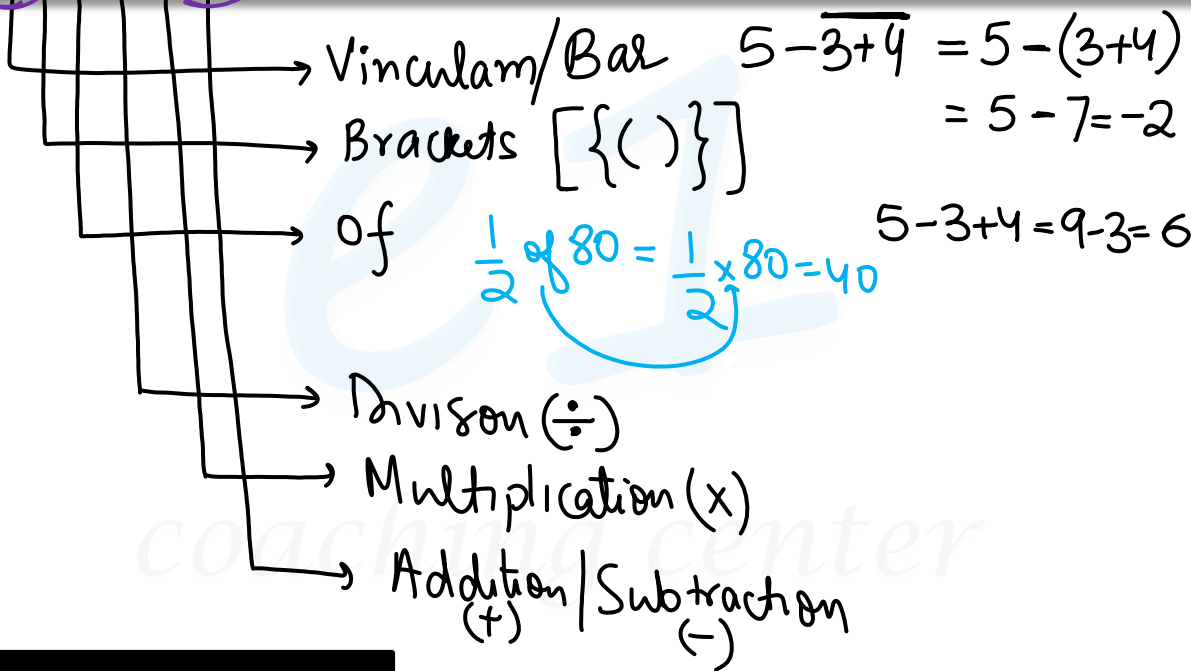 Vinculam/Bar 5 - 3+4 = 5 - (3+4)
= 5 - 7 = -2
Brackets [{( )}]
5 - 3 + 4 = 9 - 3 = 6
Of 1/2 of 80 = 1/2 x 80 = 40
e1
Divison (÷)
Multiplication (x)
coaching center
Addition/Subtraction
(+) (-)